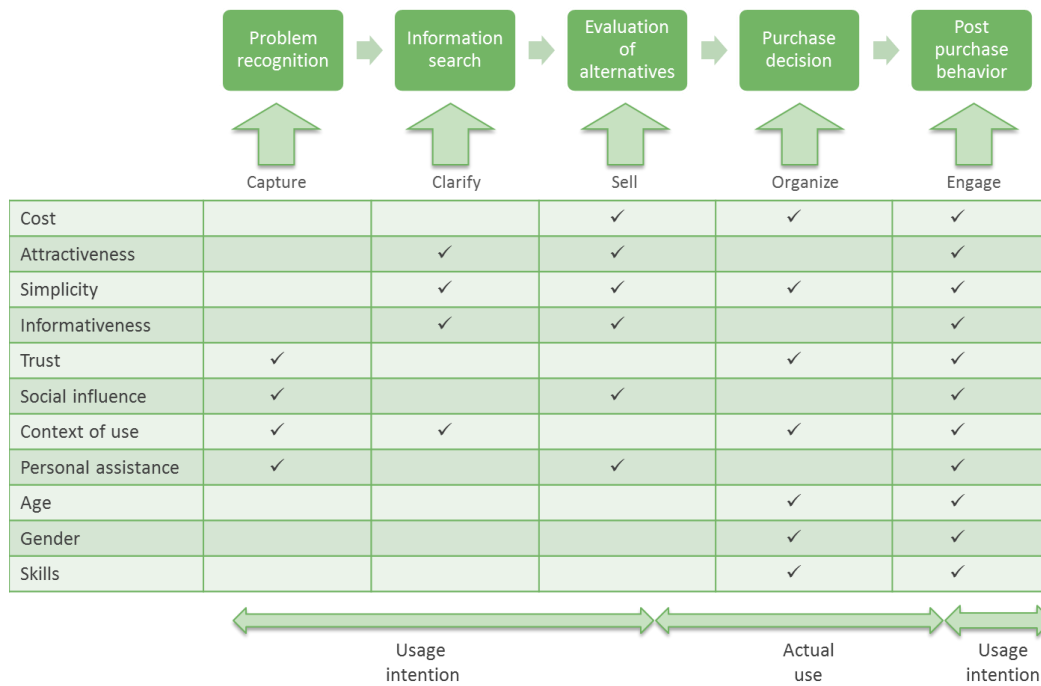 Problem
recognition
Information
search
Evaluation
of
alternatives
Purchase
decision
Post
purchase
behavior
Capture
Clarify
Sell
Organize
Engage
Cost ✓ ✓ ✓
Attractiveness ✓ ✓ ✓
Simplicity ✓ ✓ ✓ ✓
Informativeness ✓ ✓ ✓
Trust ✓ ✓ ✓
Social influence ✓ ✓ ✓
Context of use ✓ ✓ ✓ ✓
Personal assistance ✓ ✓ ✓
Age ✓ ✓
Gender ✓ ✓
Skills ✓ ✓
Usage
intention
Actual
use
Usage
intention